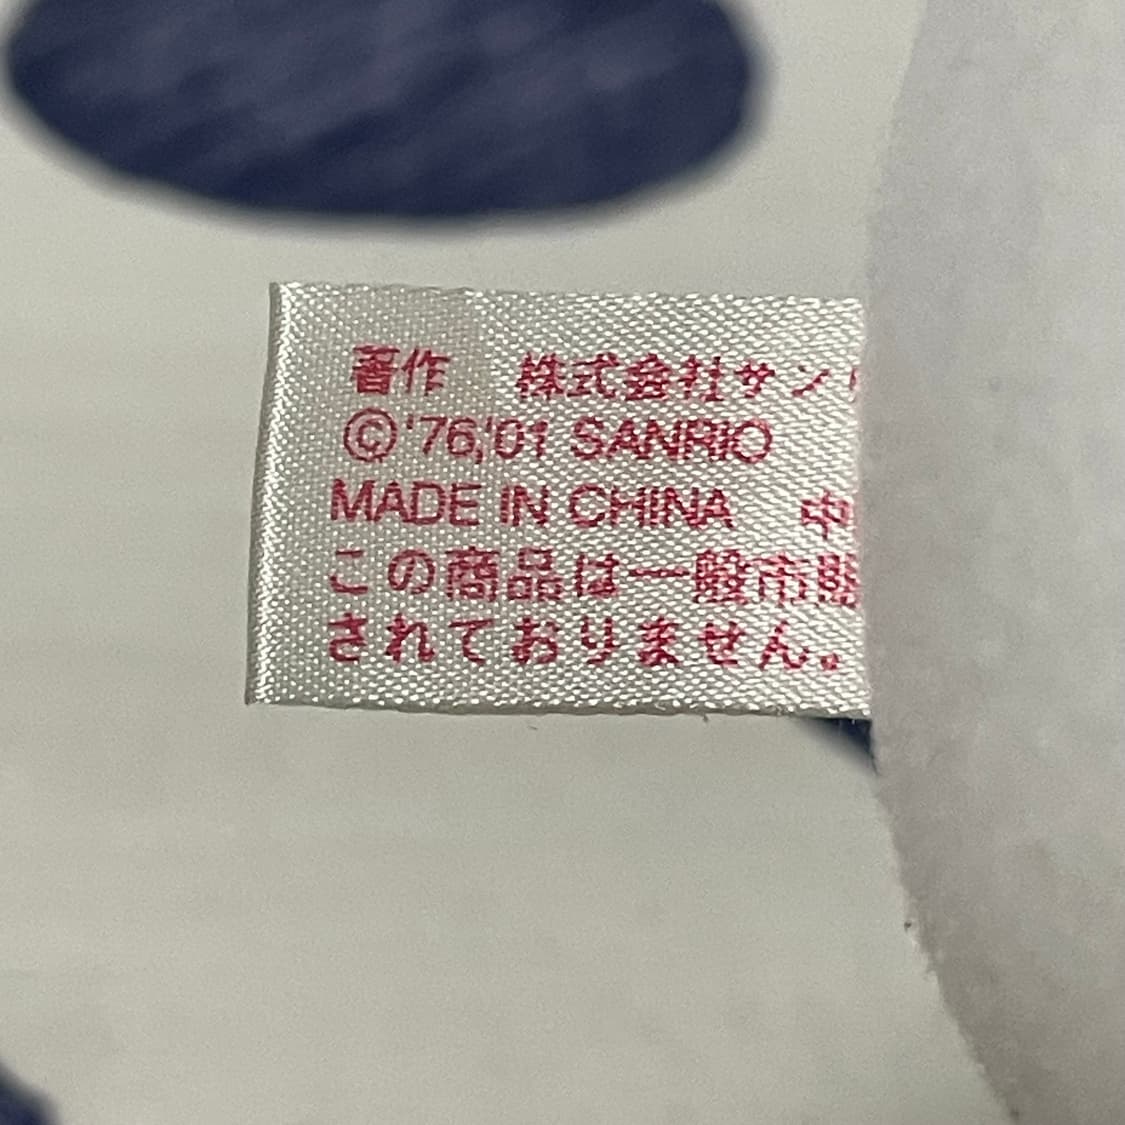 著作 株式会社サン
©'76,'01 SANRIO
MADE IN CHINA 中
この商品は一般市販
されておりません。